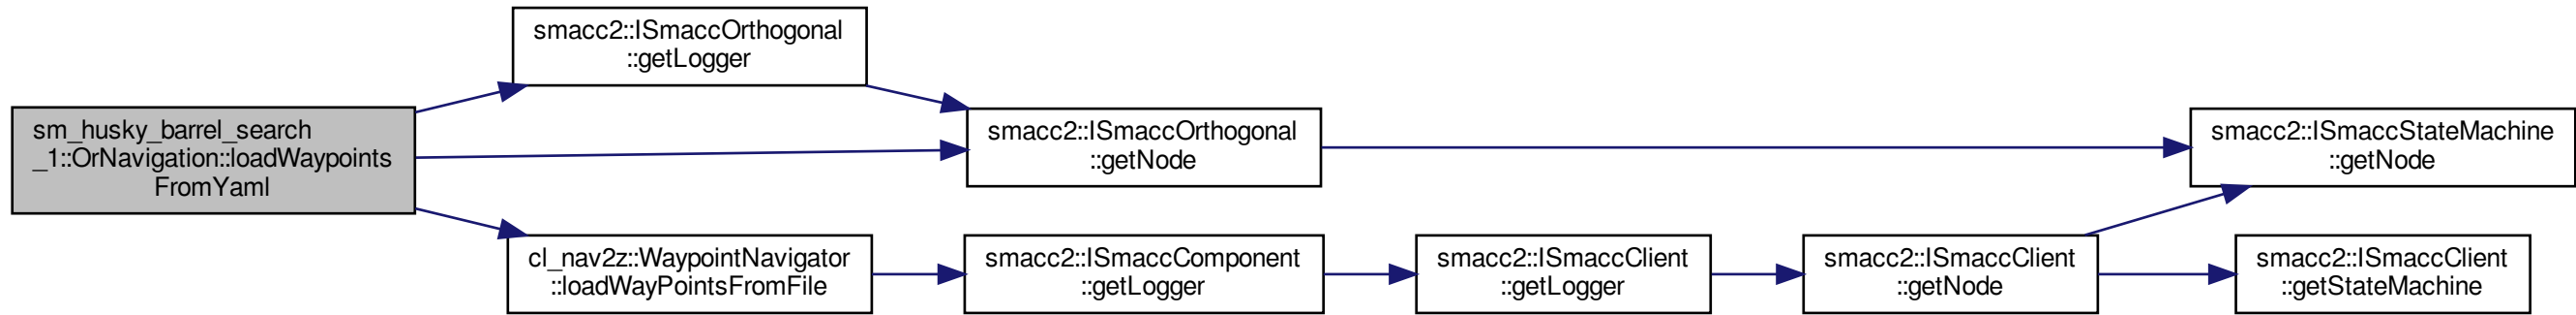 sm_husky_barrel_search
_1::OrNavigation::loadWaypoints
FromYaml
smacc2::ISmaccOrthogonal
::getLogger
smacc2::ISmaccOrthogonal
::getNode
smacc2::ISmaccStateMachine
::getNode
cl_nav2z::WaypointNavigator
::loadWayPointsFromFile
smacc2::ISmaccComponent
::getLogger
smacc2::ISmaccClient
::getLogger
smacc2::ISmaccClient
::getNode
smacc2::ISmaccClient
::getStateMachine